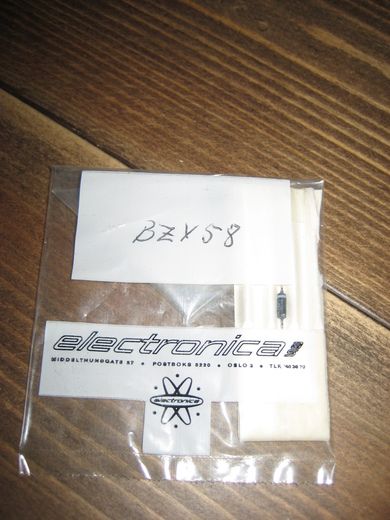 BZX58
electronica
MIDDELTHUNSGATE 27 • POSTBOKS 5220 • OSLO 3 • TLF.
electronica